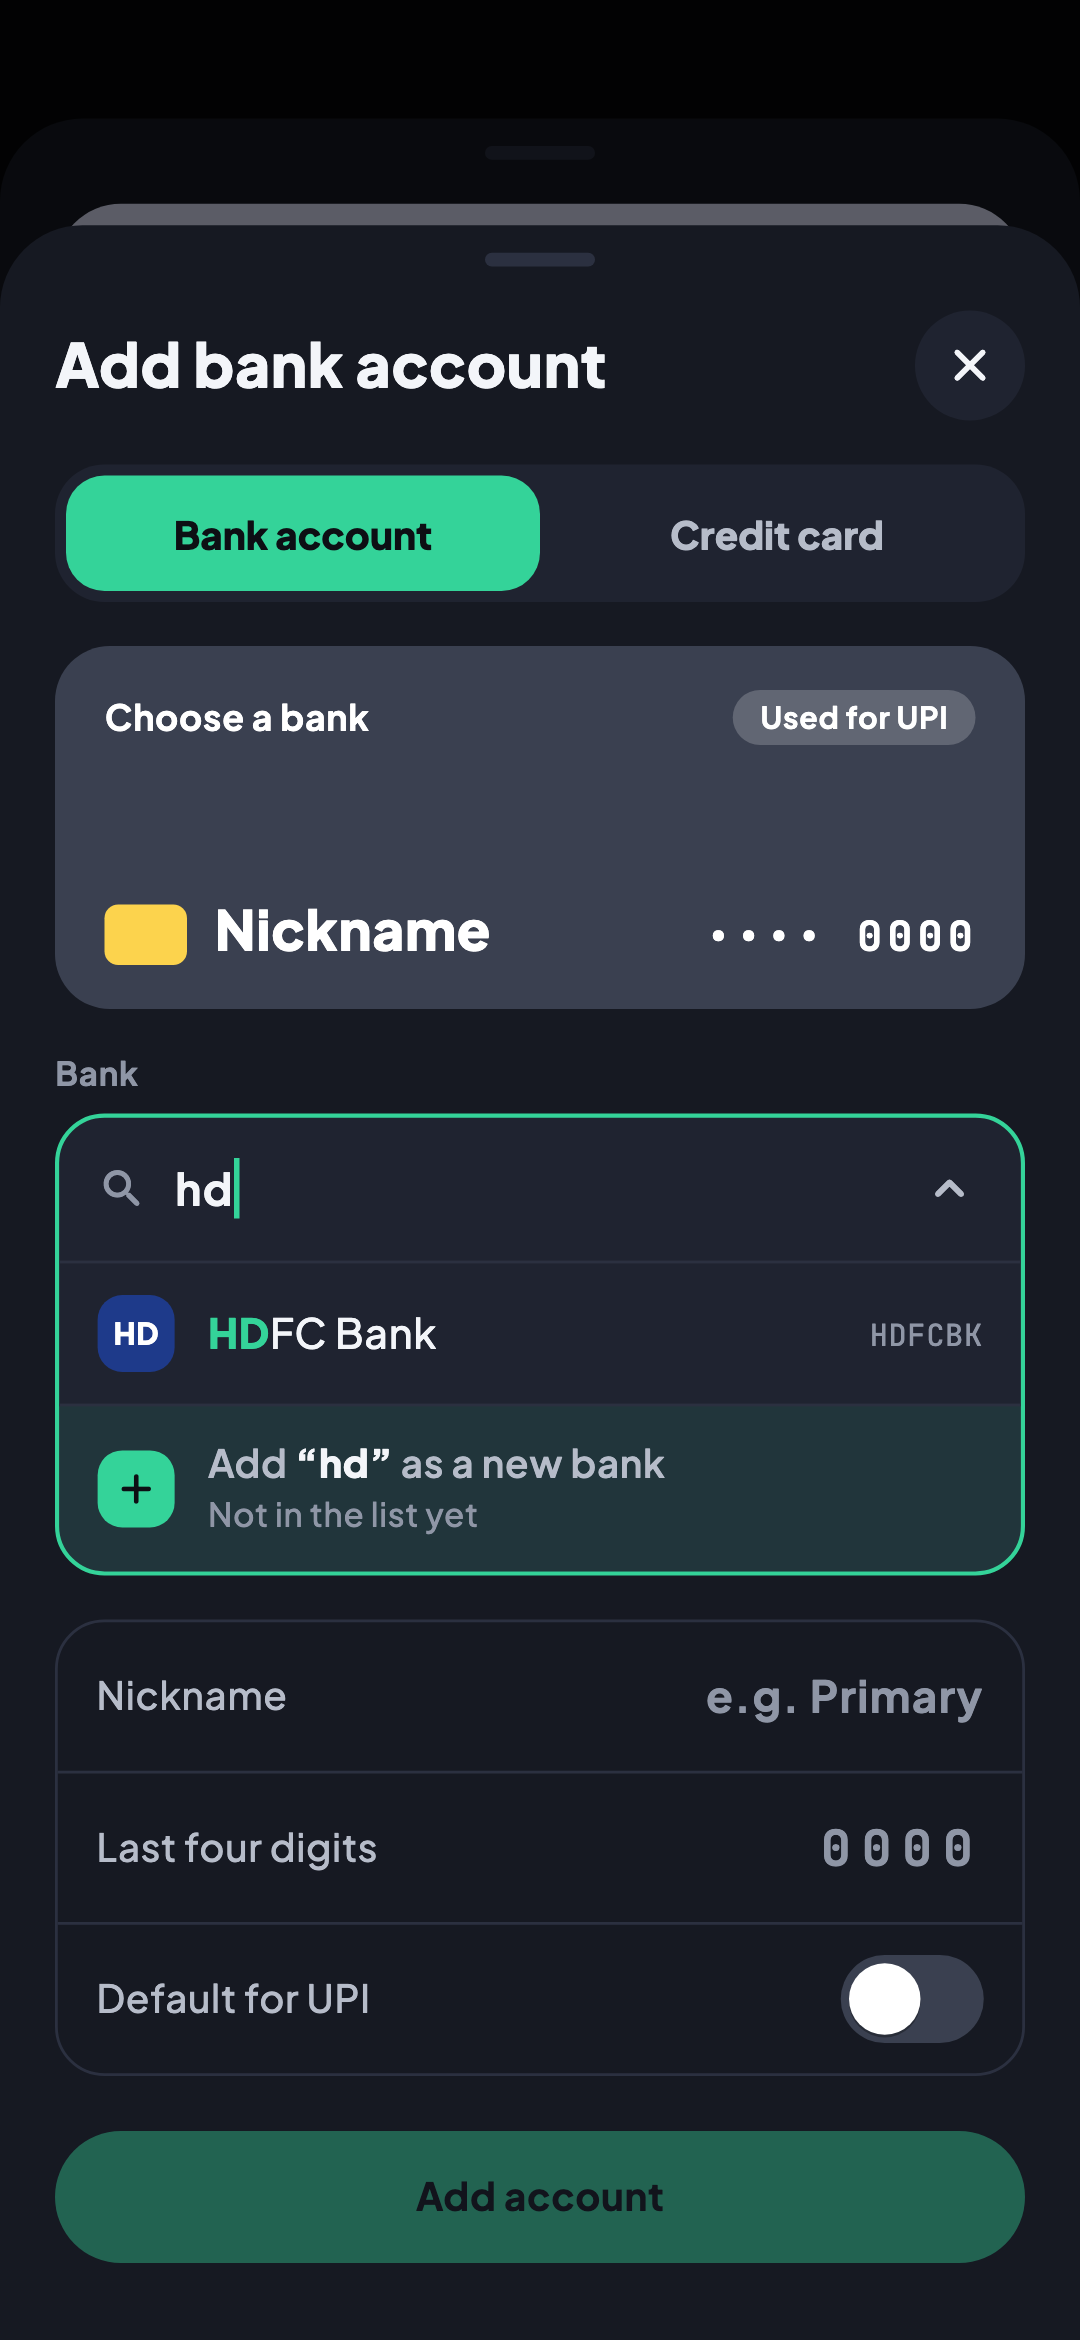 Add bank account
Bank account
Credit card
Choose a bank
Used for UPI
Nickname
•••• 0000
Bank
hd
HD
HDFC Bank
HDFCBK
Add “hd” as a new bank
Not in the list yet
Nickname
e.g. Primary
Last four digits
0000
Default for UPI
Add account